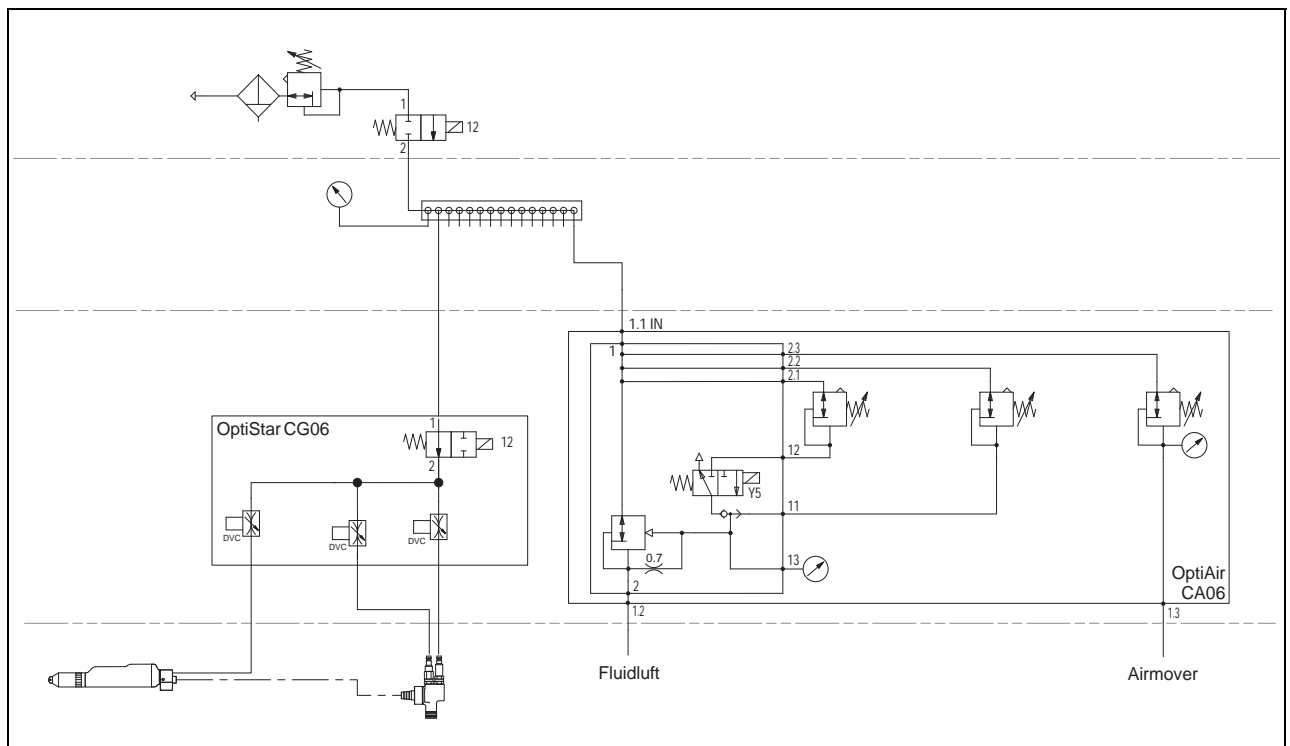 1
12
2
1.1 IN
1
2.3
2.2
2.1
OptiStar CG06
1
12
2
12
Y5
11
DVC
DVC
DVC
0.7
13
OptiAir
CA06
2
1.2
1.3
Fluidluft
Airmover